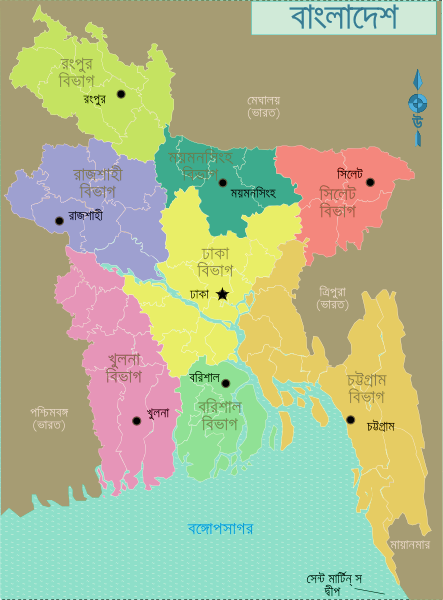 বাংলাদেশ
রংপুর
বিভাগ
রংপুর
মেঘালয়
(ভারত)
উ
ময়মনসিংহ
বিভাগ
রাজশাহী
বিভাগ
সিলেট
সিলেট
বিভাগ
ময়মনসিংহ
রাজশাহী
ঢাকা
বিভাগ
ঢাকা
ত্রিপুরা
(ভারত)
খুলনা
বিভাগ
বরিশাল
চট্টগ্রাম
বিভাগ
বরিশাল
বিভাগ
পশ্চিমবঙ্গ
(ভারত)
খুলনা
চট্টগ্রাম
বঙ্গোপসাগর
মায়ানমার
সেন্ট মার্টিন্ স
দ্বীপ